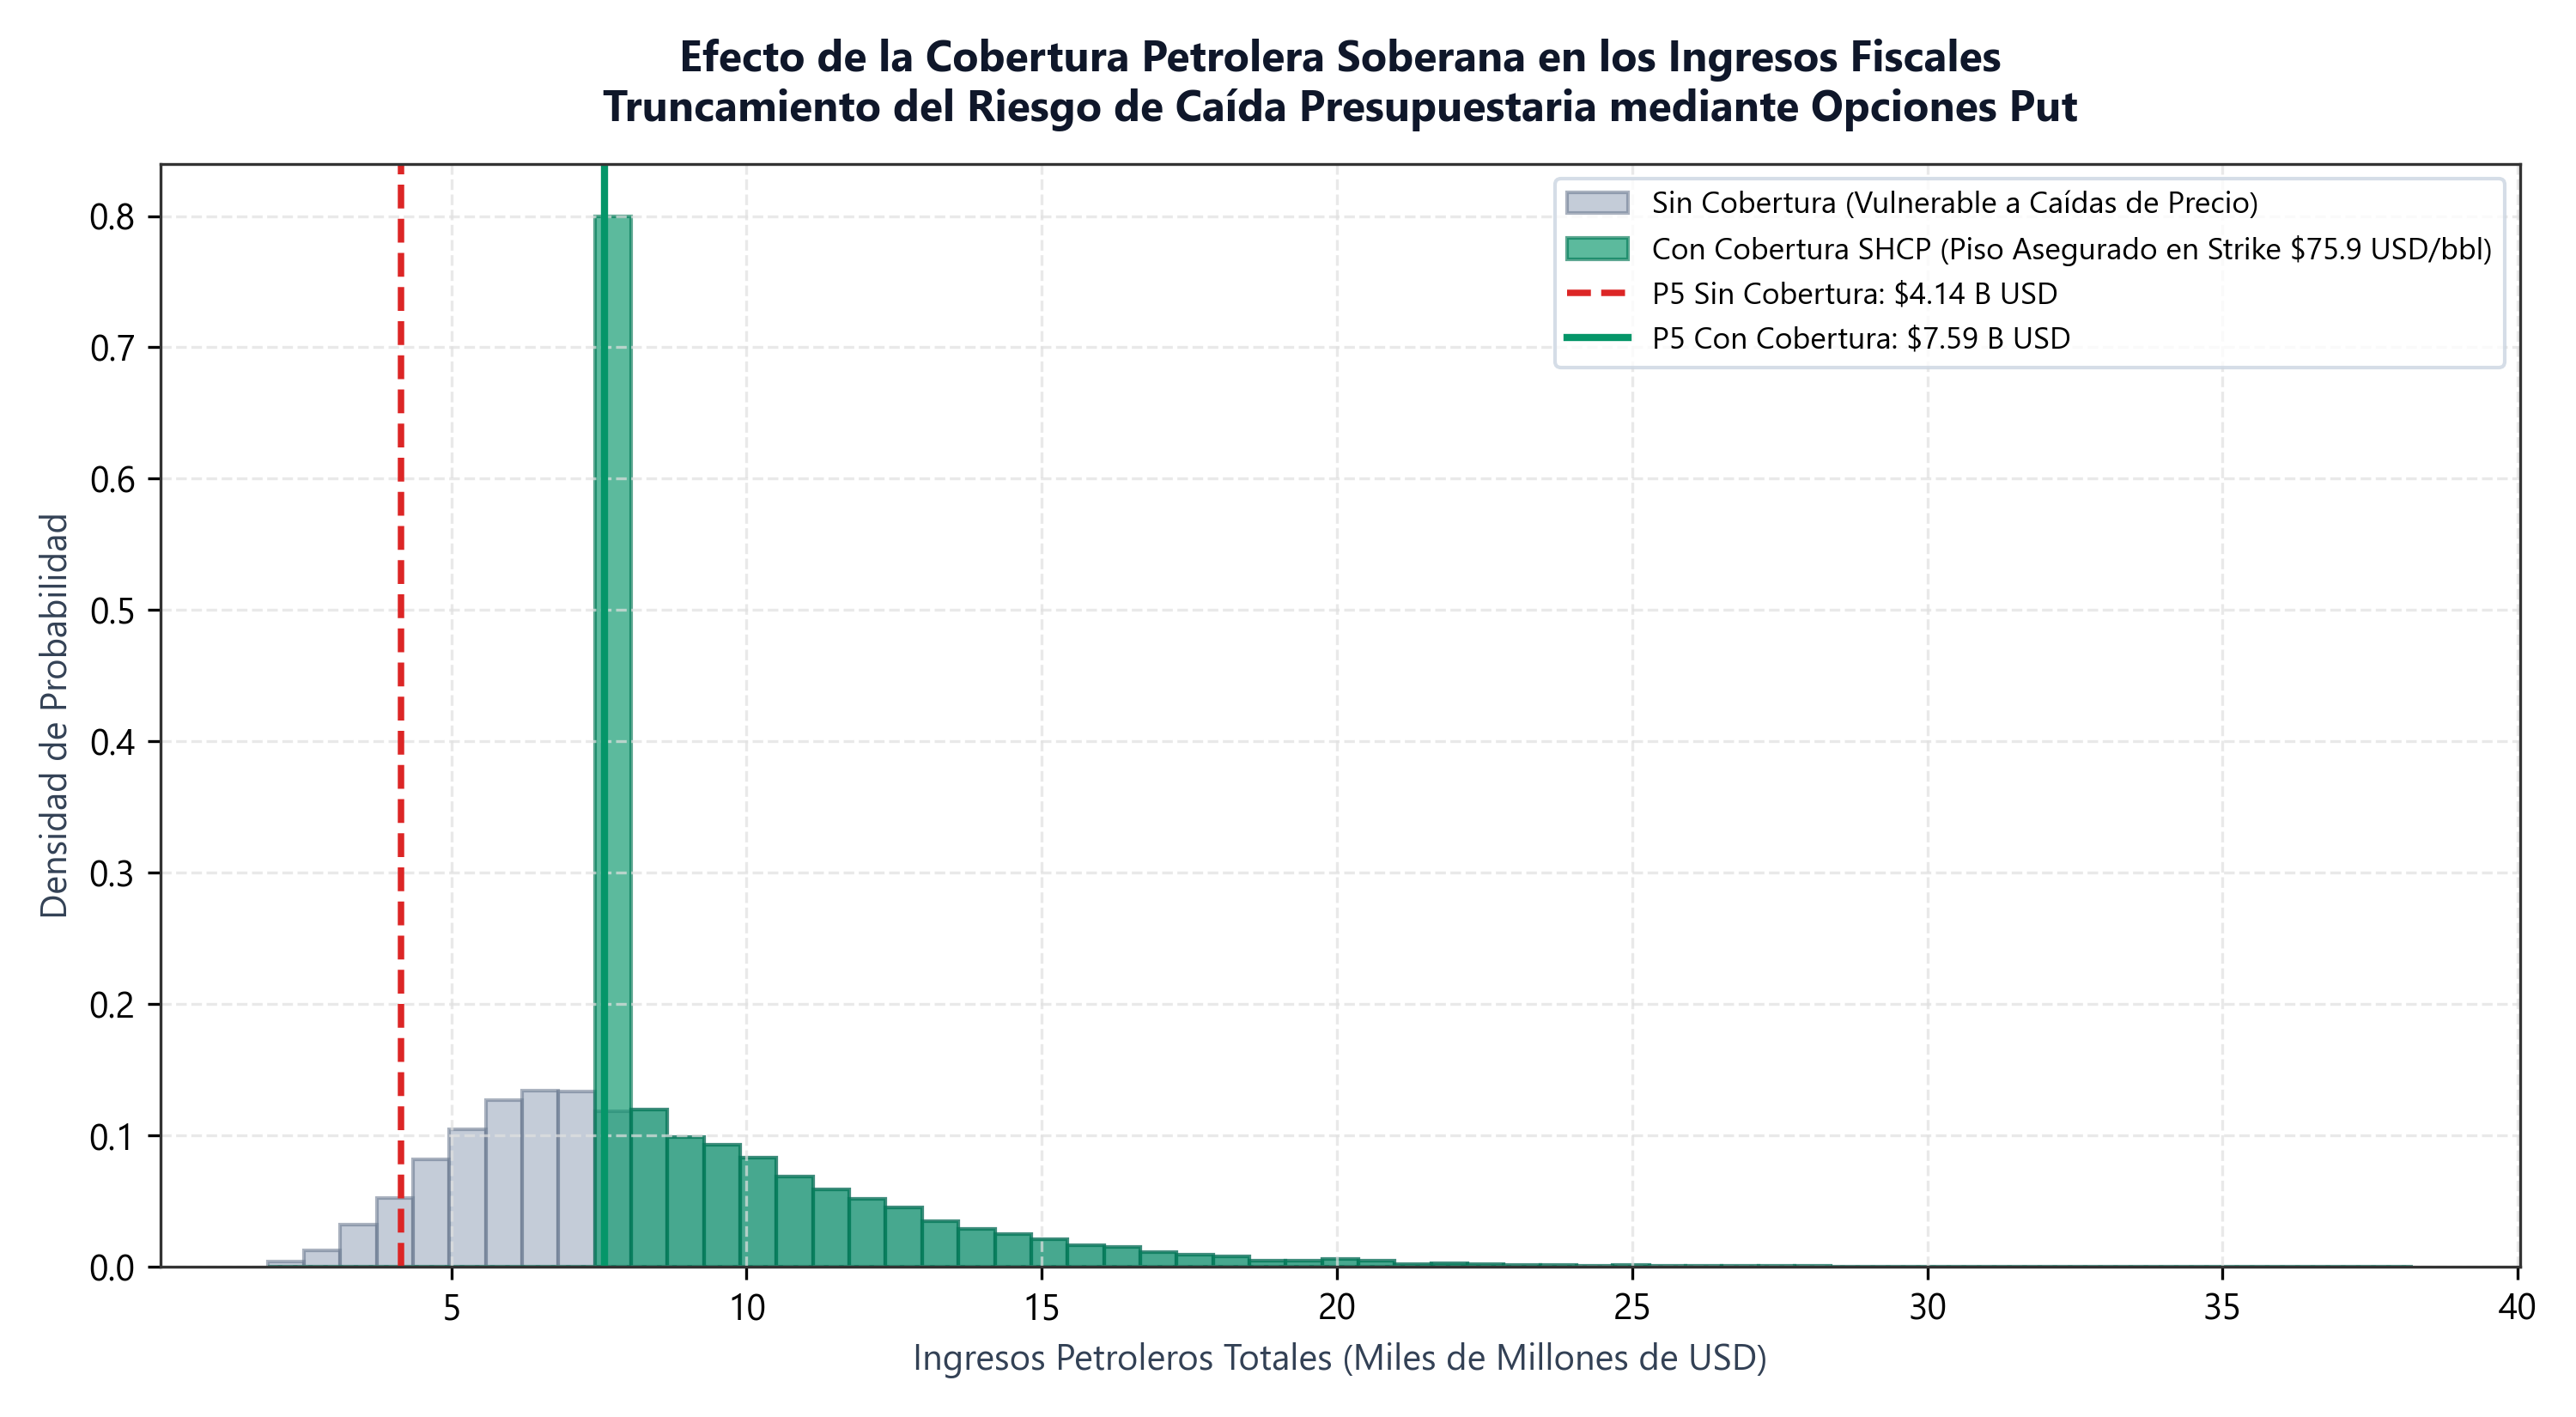 Efecto de la Cobertura Petrolera Soberana en los Ingresos Fiscales
Truncamiento del Riesgo de Caída Presupuestaria mediante Opciones Put
Sin Cobertura (Vulnerable a Caídas de Precio)
Con Cobertura SHCP (Piso Asegurado en Strike $75.9 USD/bbl)
P5 Sin Cobertura: $4.14 B USD
P5 Con Cobertura: $7.59 B USD
Densidad de Probabilidad
0.8
0.7
0.6
0.5
0.4
0.3
0.2
0.1
0.0
5 10 15 20 25 30 35 40
Ingresos Petroleros Totales (Miles de Millones de USD)